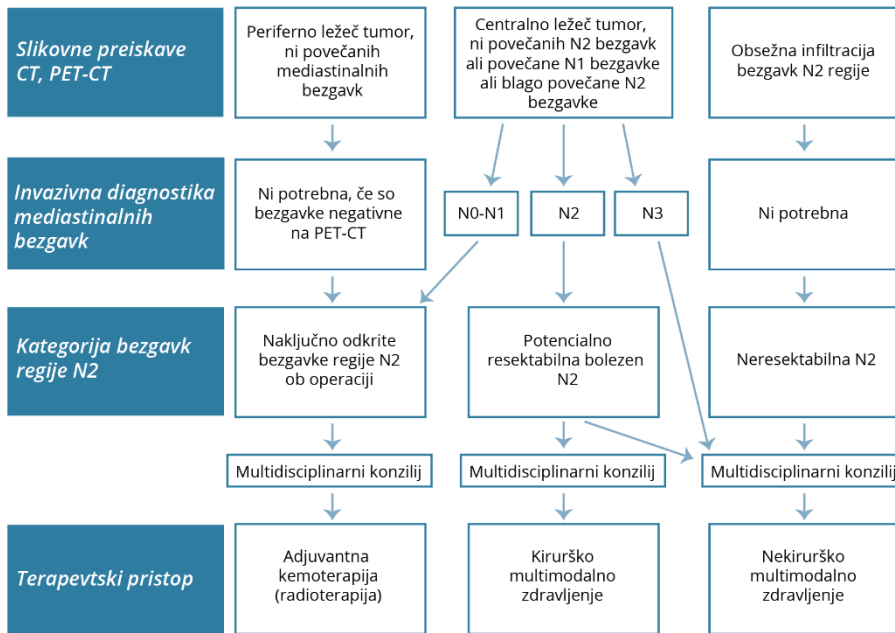 Slikovne preiskave
CT, PET-CT
Periferno ležeč tumor,
ni povečanih
mediastinalnih
bezgavk
Centralno ležeč tumor,
ni povečanih N2 bezgavk
ali povečane N1 bezgavke
ali blago povečane N2
bezgavke
Obsežna infiltracija
bezgavk N2 regije
Invazivna diagnostika
mediastinalnih
bezgavk
Ni potrebna, če so
bezgavke negativne
na PET-CT
N0-N1
N2
N3
Ni potrebna
Kategorija bezgavk
regije N2
Naključno odkrite
bezgavke regije N2
ob operaciji
Potencialno
resektabilna bolezen
N2
Neresektabilna N2
Multidisciplinarni konzilij
Multidisciplinarni konzilij
Multidisciplinarni konzilij
Terapevtski pristop
Adjuvantna
kemoterapija
(radioterapija)
Kirurško
multimodalno
zdravljenje
Nekirurško
multimodalno
zdravljenje